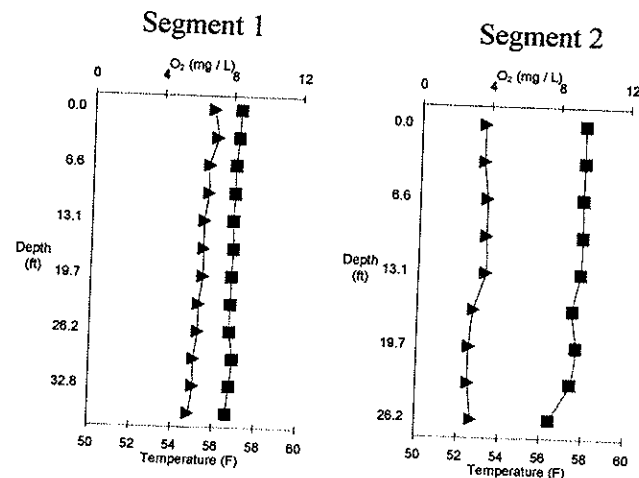 Segment 1
O₂ (mg / L)
0 4 8 12
0.0
6.6
13.1
Depth
(ft)
19.7
26.2
32.8
50 52 54 56 58 60
Temperature (F)
Segment 2
O₂ (mg / L)
0 4 8 12
0.0
6.6
13.1
Depth
(ft)
19.7
26.2
50 52 54 56 58 60
Temperature (F)